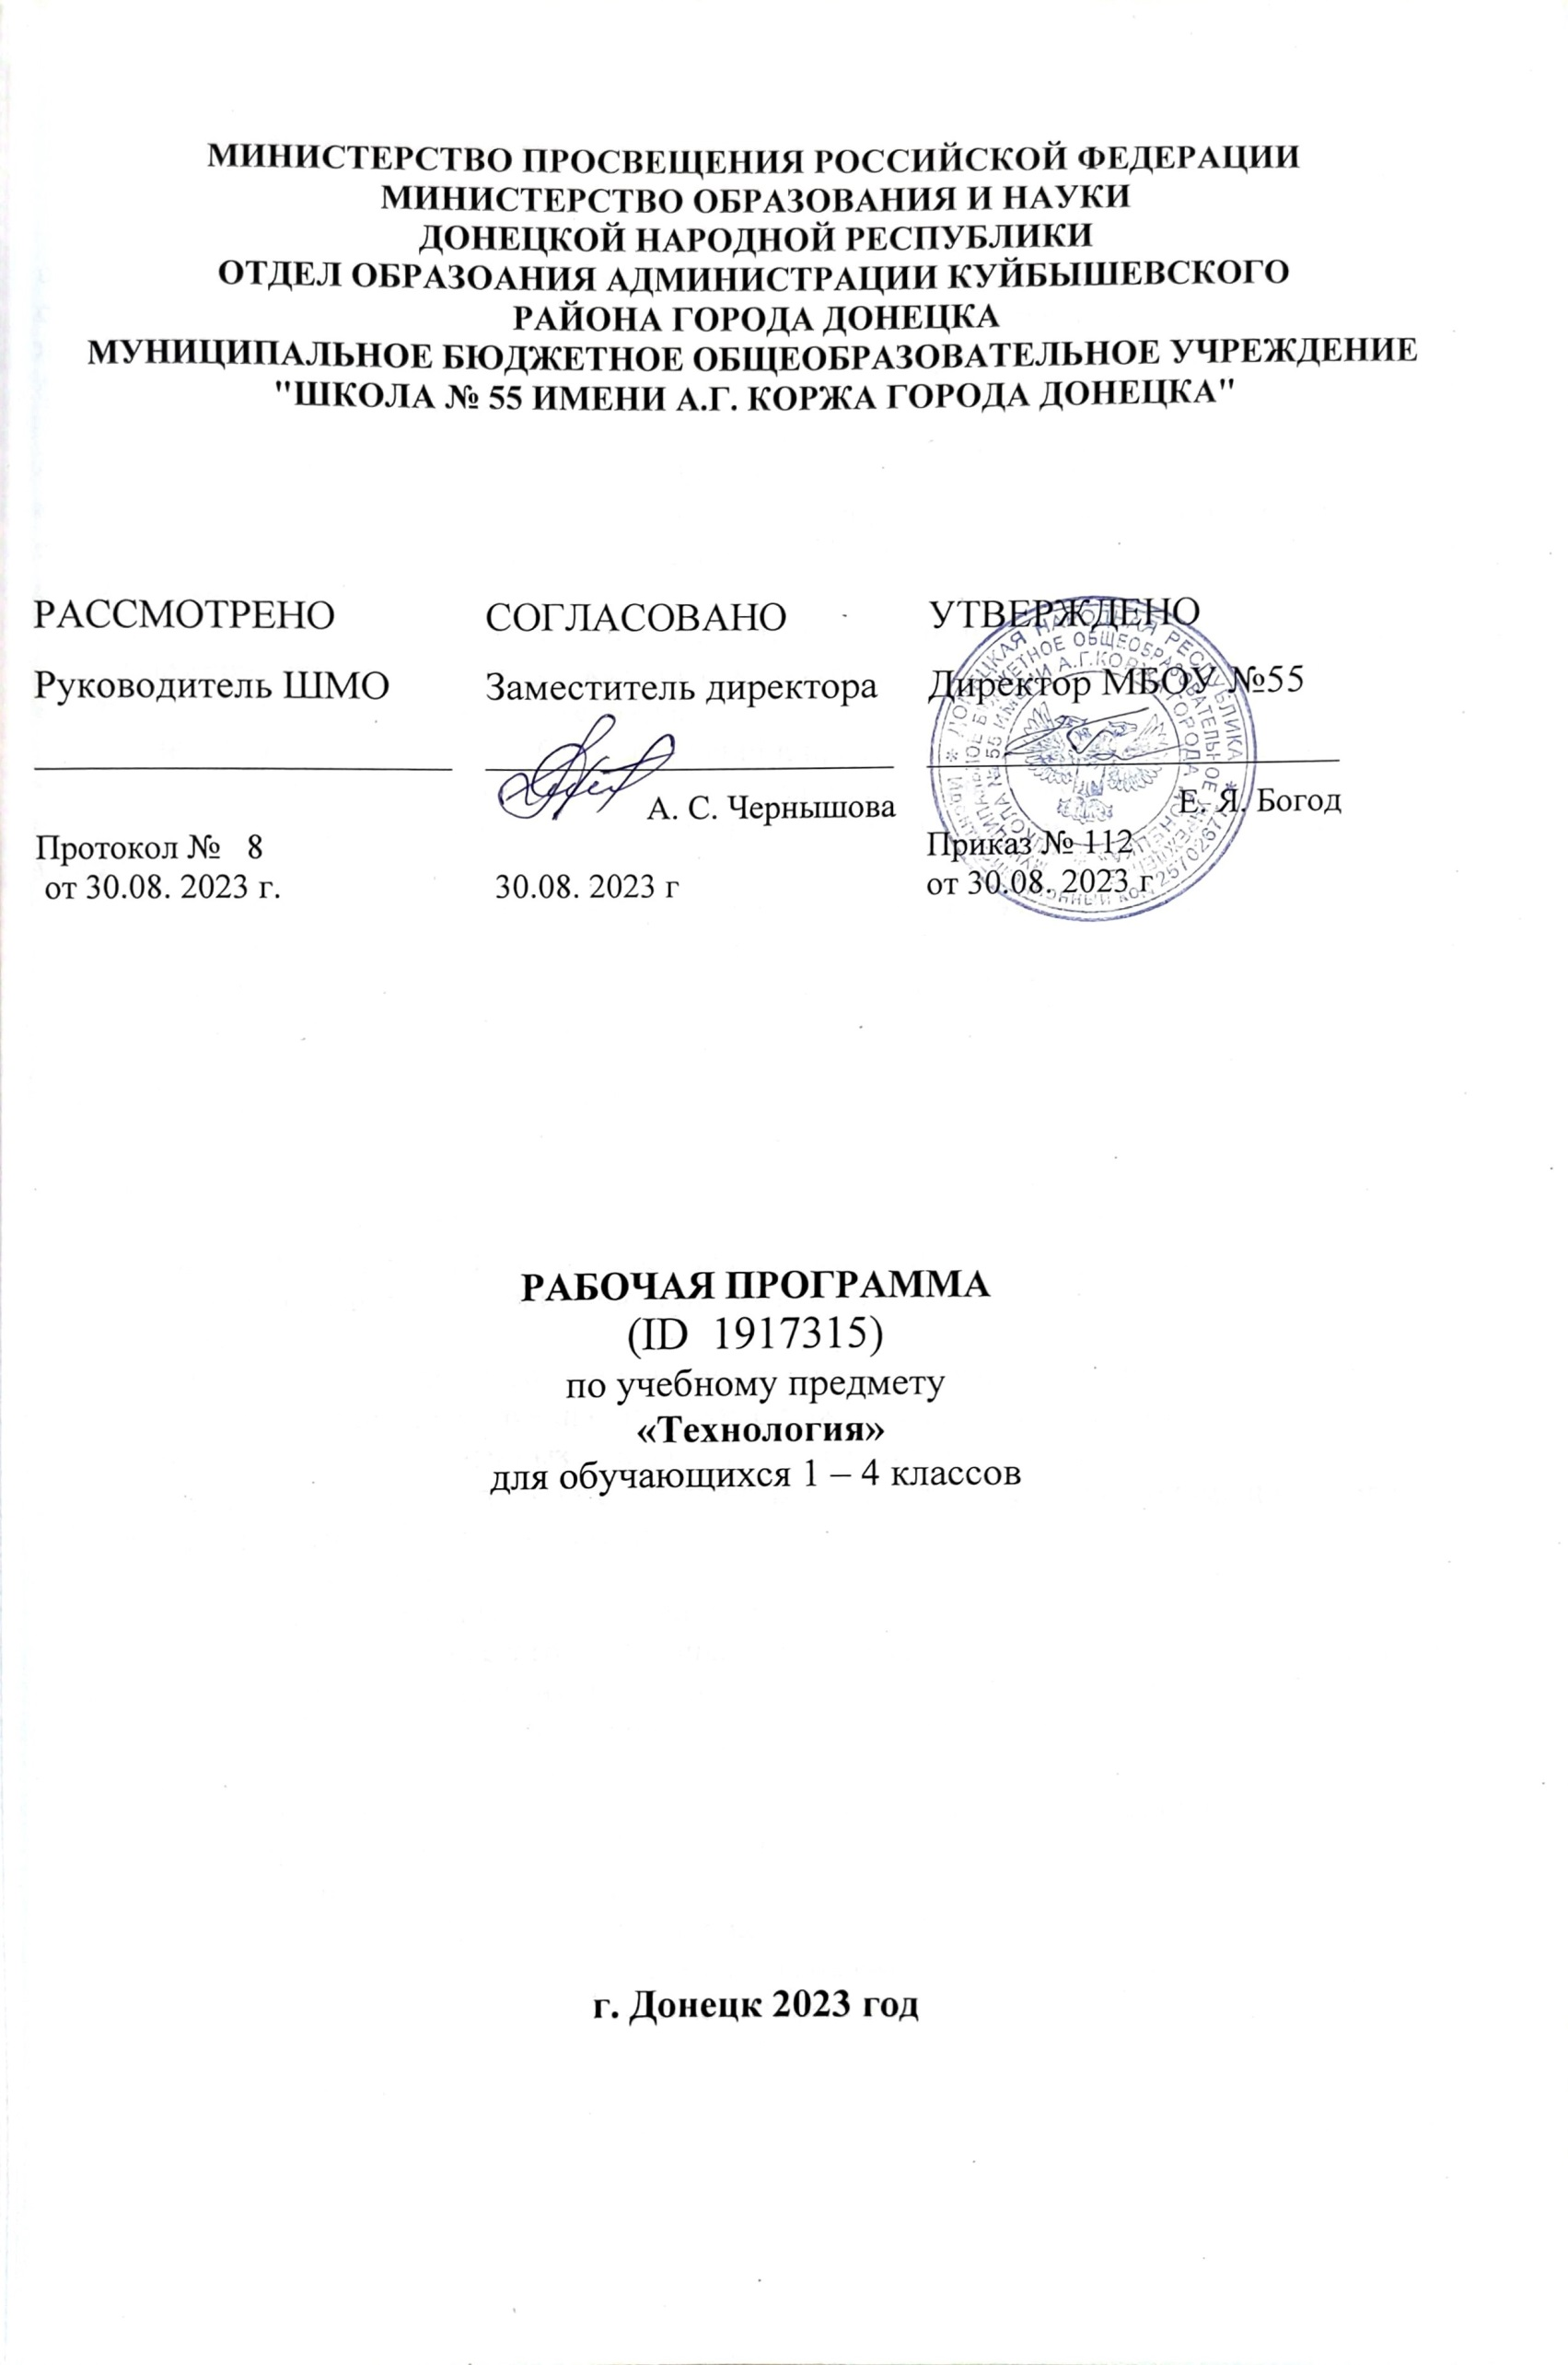 МИНИСТЕРСТВО ПРОСВЕЩЕНИЯ РОССИЙСКОЙ ФЕДЕРАЦИИ
МИНИСТЕРСТВО ОБРАЗОВАНИЯ И НАУКИ
ДОНЕЦКОЙ НАРОДНОЙ РЕСПУБЛИКИ
ОТДЕЛ ОБРАЗОАНИЯ АДМИНИСТРАЦИИ КУЙБЫШЕВСКОГО
РАЙОНА ГОРОДА ДОНЕЦКА
МУНИЦИПАЛЬНОЕ БЮДЖЕТНОЕ ОБЩЕОБРАЗОВАТЕЛЬНОЕ УЧРЕЖДЕНИЕ
"ШКОЛА № 55 ИМЕНИ А.Г. КОРЖА ГОРОДА ДОНЕЦКА"
РАССМОТРЕНО
Руководитель ШМО
Протокол № 8
от 30.08. 2023 г.
СОГЛАСОВАНО
Заместитель директора
А. С. Чернышова
30.08. 2023 г
УТВЕРЖДЕНО
Директор МБОУ №55
Е. Я. Богод
Приказ № 112
от 30.08. 2023 г
РАБОЧАЯ ПРОГРАММА
(ID 1917315)
по учебному предмету
«Технология»
для обучающихся 1 – 4 классов
г. Донецк 2023 год